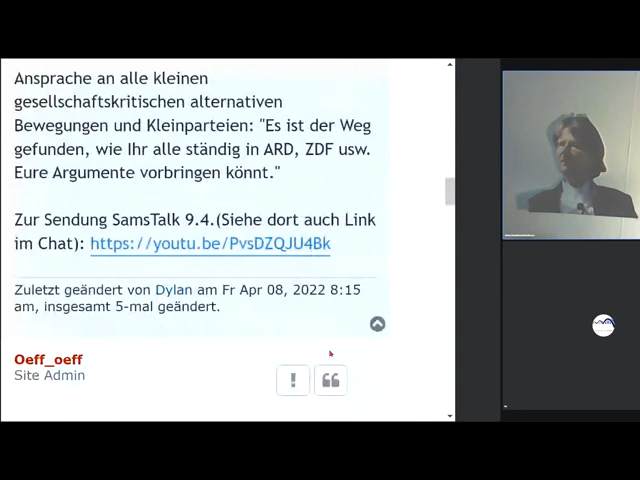 Ansprache an alle kleinen
gesellschaftskritischen alternativen
Bewegungen und Kleinparteien: "Es ist der Weg
gefunden, wie Ihr alle ständig in ARD, ZDF usw.
Eure Argumente vorbringen könnt."
Zur Sendung SamsTalk 9.4.(Siehe dort auch Link
im Chat): https://youtu.be/PvsDZQJU4Bk
Zuletzt geändert von Dylan am Fr Apr 08, 2022 8:15
am, insgesamt 5-mal geändert.
Oeff_oeff
Site Admin